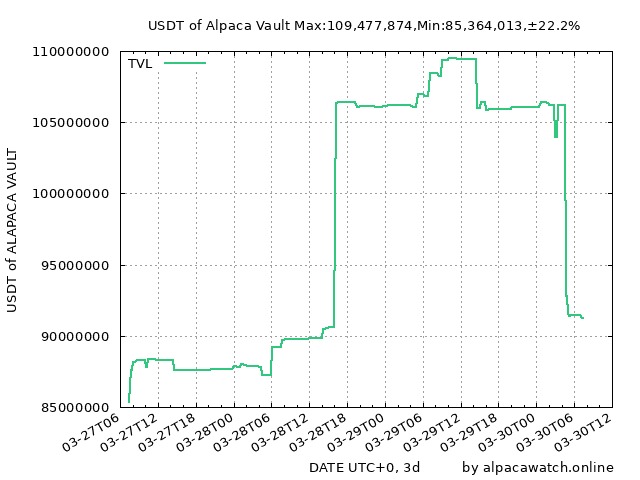 USDT of Alpaca Vault Max:109,477,874,Min:85,364,013,±22.2%
110000000
TVL
105000000
100000000
95000000
90000000
85000000
USDT of ALAPACA VAULT
03-27T06
03-27T12
03-27T18
03-28T00
03-28T06
03-28T12
03-28T18
03-29T00
03-29T06
03-29T12
03-29T18
03-30T00
03-30T06
03-30T12
DATE UTC+0, 3d
by alpacawatch.online